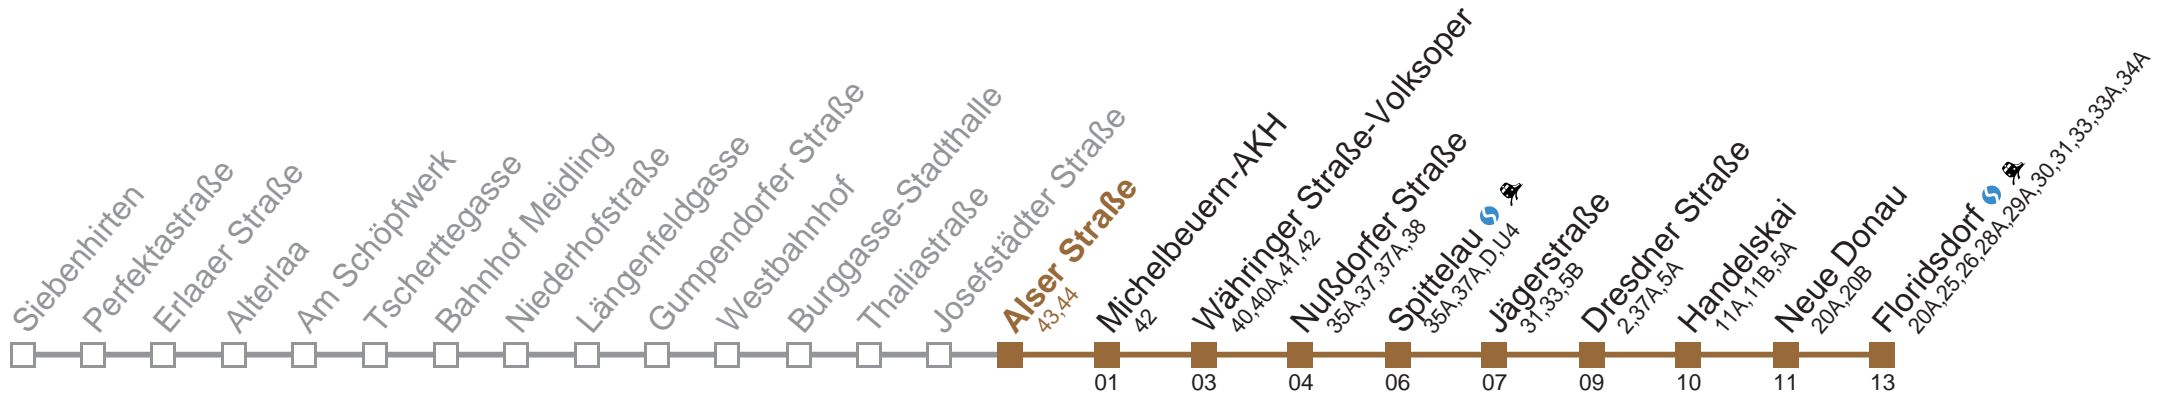 Siebenhirten
Perfektastraße
Erlaaer Straße
Alterlaa
Am Schöpfwerk
Tscherttegasse
Bahnhof Meidling
Niederhofstraße
Längenfeldgasse
Gumpendorfer Straße
Westbahnhof
Burggasse-Stadthalle
Thaliastraße
Josefstädter Straße
Alser Straße
43,44
Michelbeuern-AKH
42
Währinger Straße-Volksoper
40,40A,41,42
Nußdorfer Straße
35A,37,37A,38
Spittelau
35A,37A,D,U4
Jägerstraße
31,33,5B
Dresdner Straße
2,37A,5A
Handelskai
11A,11B,5A
Neue Donau
20A,20B
Floridsdorf
20A,25,26,28A,29A,30,31,33,33A,34A
01
03
04
06
07
09
10
11
13